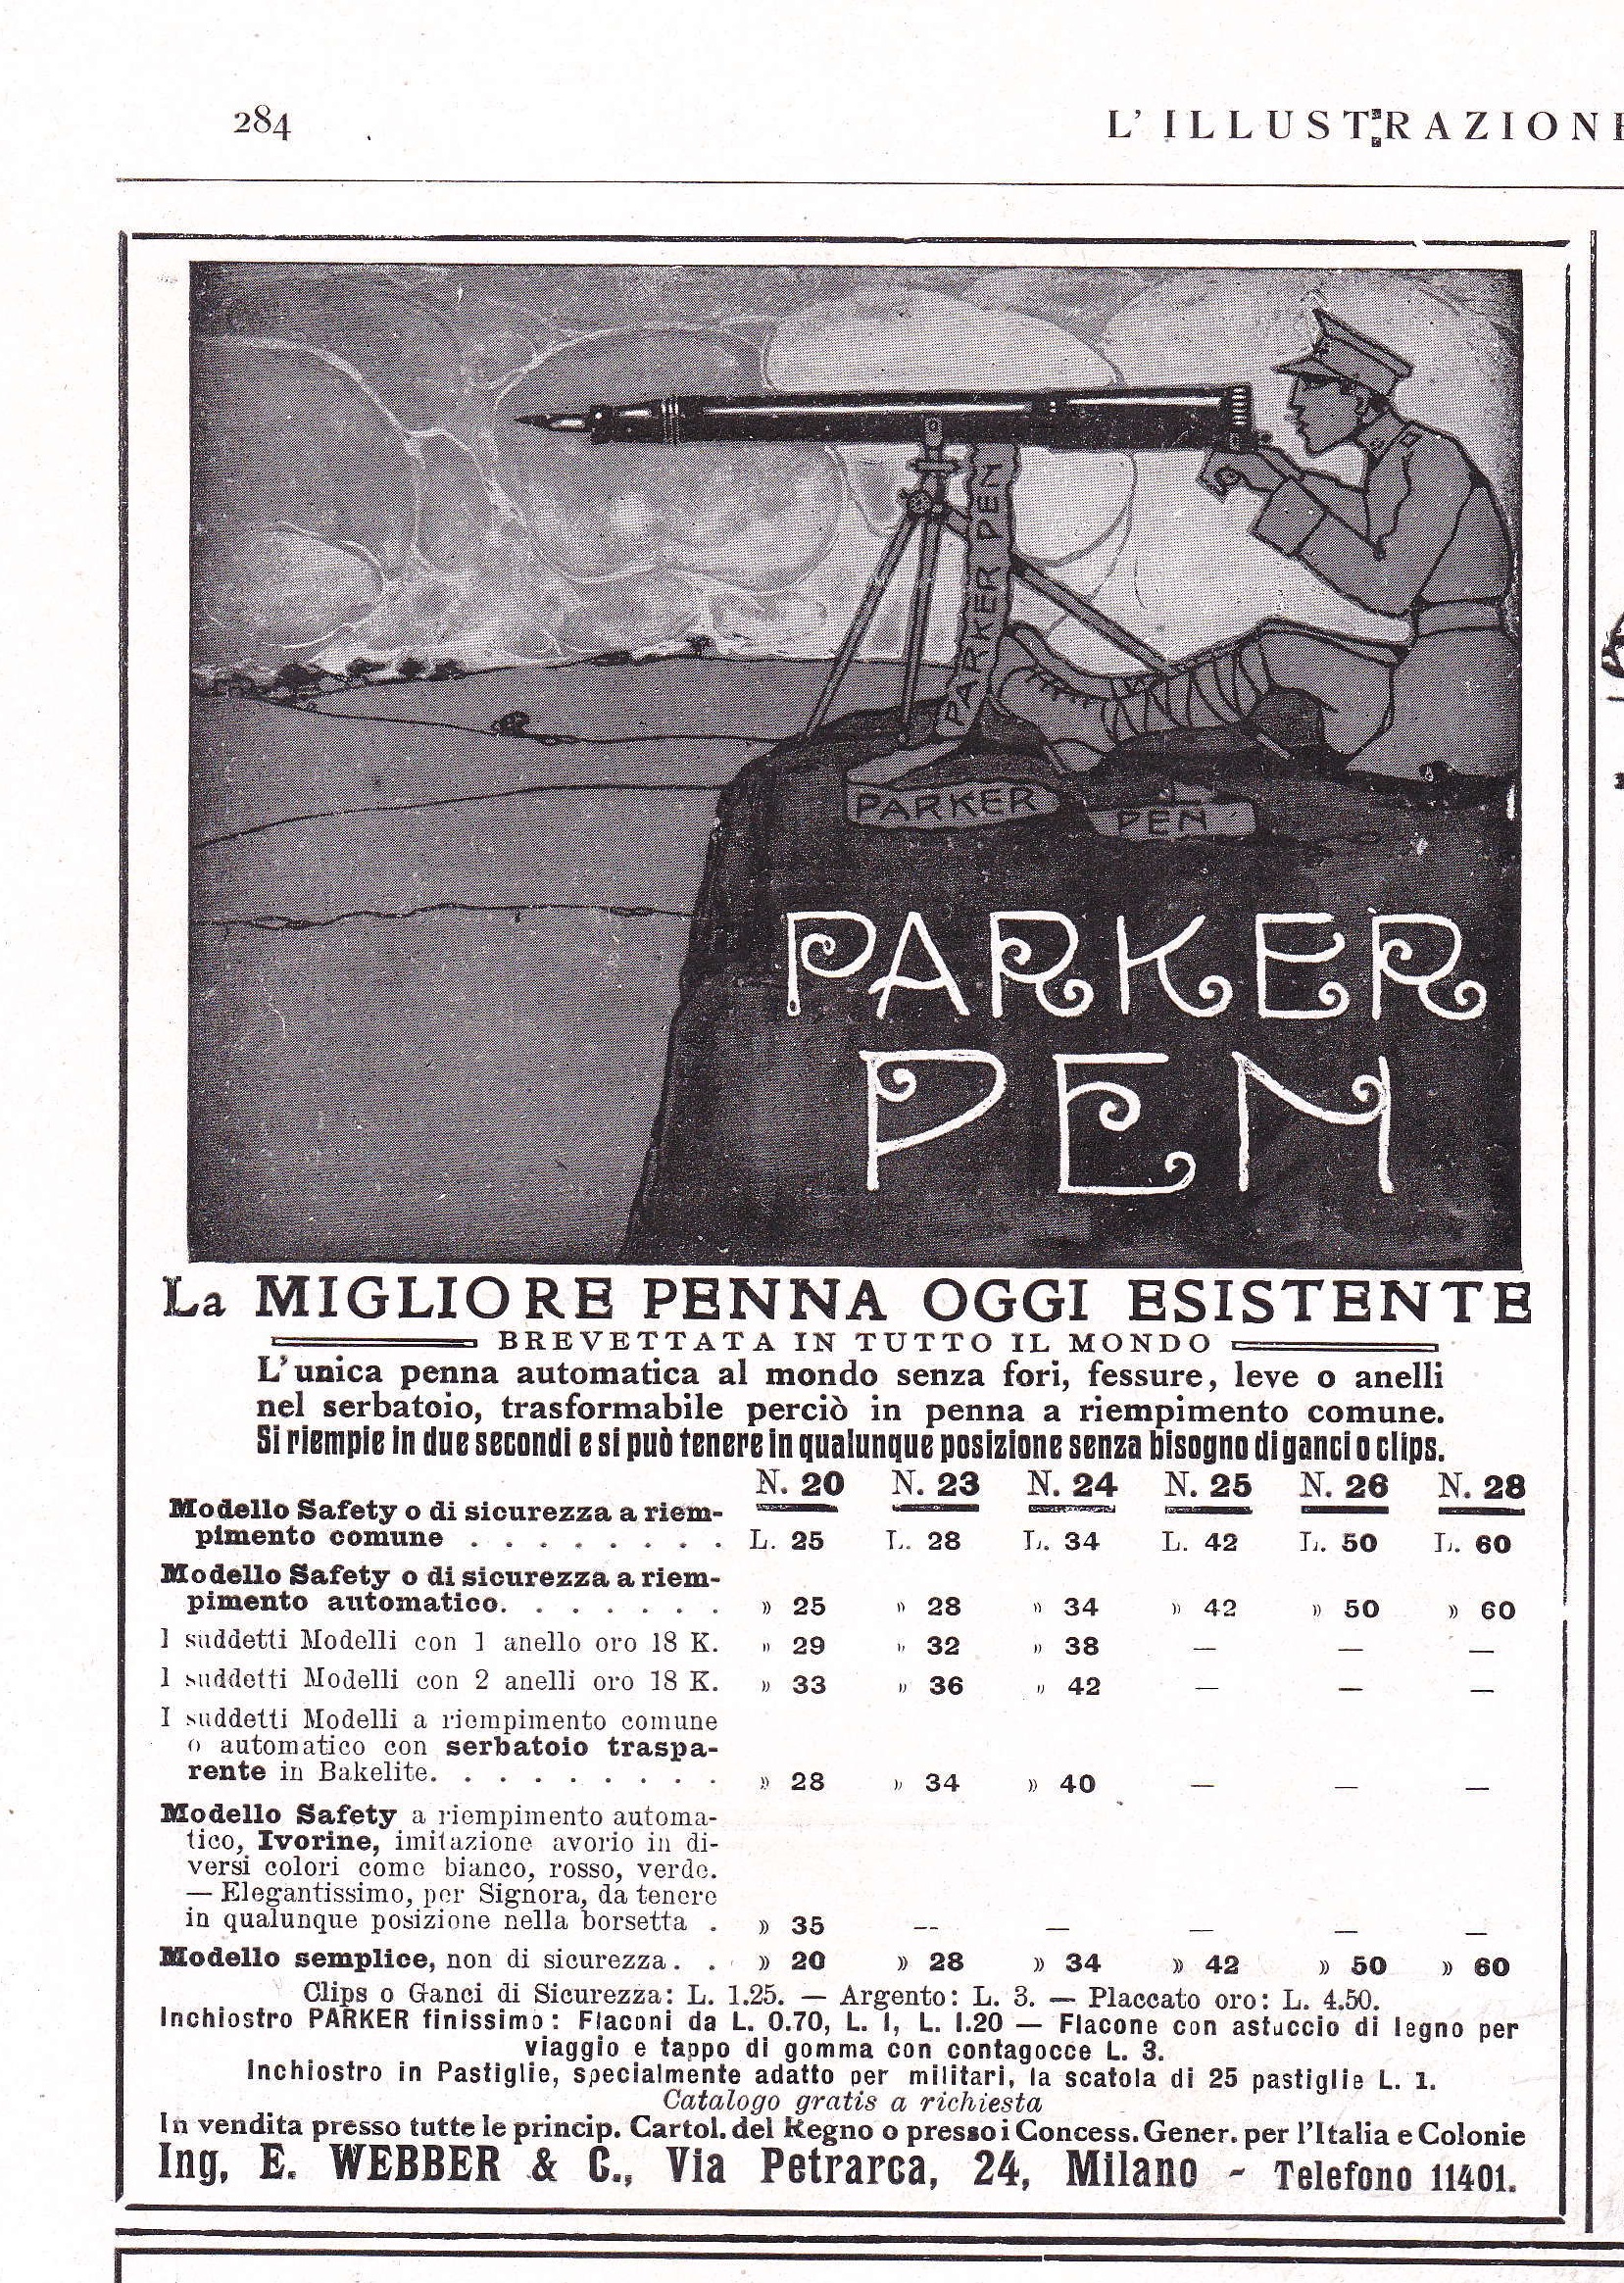 284
L'ILLUSTRAZIONE
PARKER PEN
PARKER
PEN
PARKER
PEN
La MIGLIORE PENNA OGGI ESISTENTE
BREVETTATA IN TUTTO IL MONDO
L'unica penna automatica al mondo senza fori, fessure, leve o anelli
nel serbatoio, trasformabile perciò in penna a riempimento comune.
Si riempie in due secondi e si può tenere in qualunque posizione senza bisogno di ganci o clips.
N. 20 N. 23 N. 24 N. 25 N. 26 N. 28
Modello Safety o di sicurezza a riem-
pimento comune . . . . . . . . L. 25 L. 28 L. 34 L. 42 L. 50 L. 60
Modello Safety o di sicurezza a riem-
pimento automatico. . . . . . . » 25 » 28 » 34 » 42 » 50 » 60
I suddetti Modelli con 1 anello oro 18 K. » 29 » 32 » 38 — — —
I suddetti Modelli con 2 anelli oro 18 K. » 33 » 36 » 42 — — —
I suddetti Modelli a riempimento comune
o automatico con serbatoio traspa-
rente in Bakelite. . . . . . . . . » 28 » 34 » 40 — — —
Modello Safety a riempimento automa-
tico, Ivorine, imitazione avorio in di-
versi colori come bianco, rosso, verde.
— Elegantissimo, per Signora, da tenere
in qualunque posizione nella borsetta . » 35 — — — — —
Modello semplice, non di sicurezza. . . » 20 » 28 » 34 » 42 » 50 » 60
Clips o Ganci di Sicurezza: L. 1.25. — Argento: L. 3. — Placcato oro: L. 4.50.
Inchiostro PARKER finissimo: Flaconi da L. 0.70, L. 1, L. 1.20 — Flacone con astuccio di legno per
viaggio e tappo di gomma con contagocce L. 3.
Inchiostro in Pastiglie, specialmente adatto per militari, la scatola di 25 pastiglie L. 1.
Catalogo gratis a richiesta
In vendita presso tutte le princip. Cartol. del Regno o presso i Concess. Gener. per l'Italia e Colonie
Ing. E. WEBBER & C., Via Petrarca, 24, Milano - Telefono 11401.